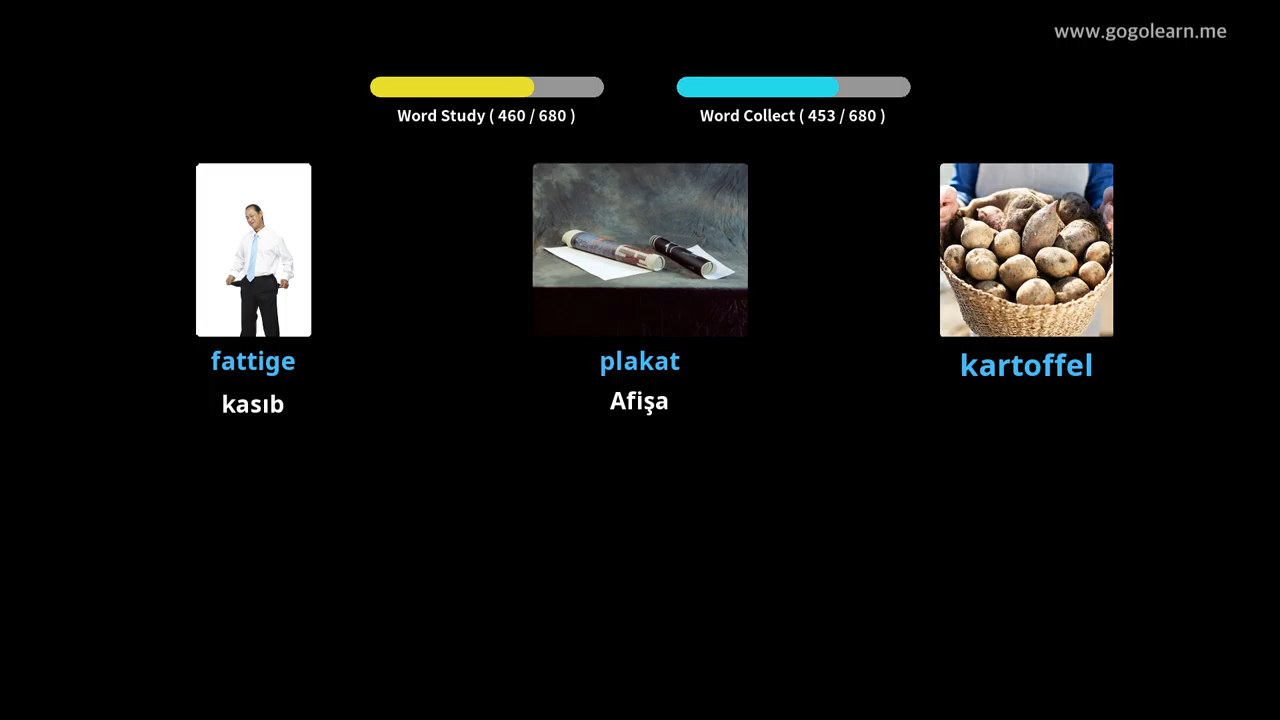 www.gogolearn.me
Word Study ( 460 / 680 )
Word Collect ( 453 / 680 )
fattige
kasıb
plakat
Afişa
kartoffel